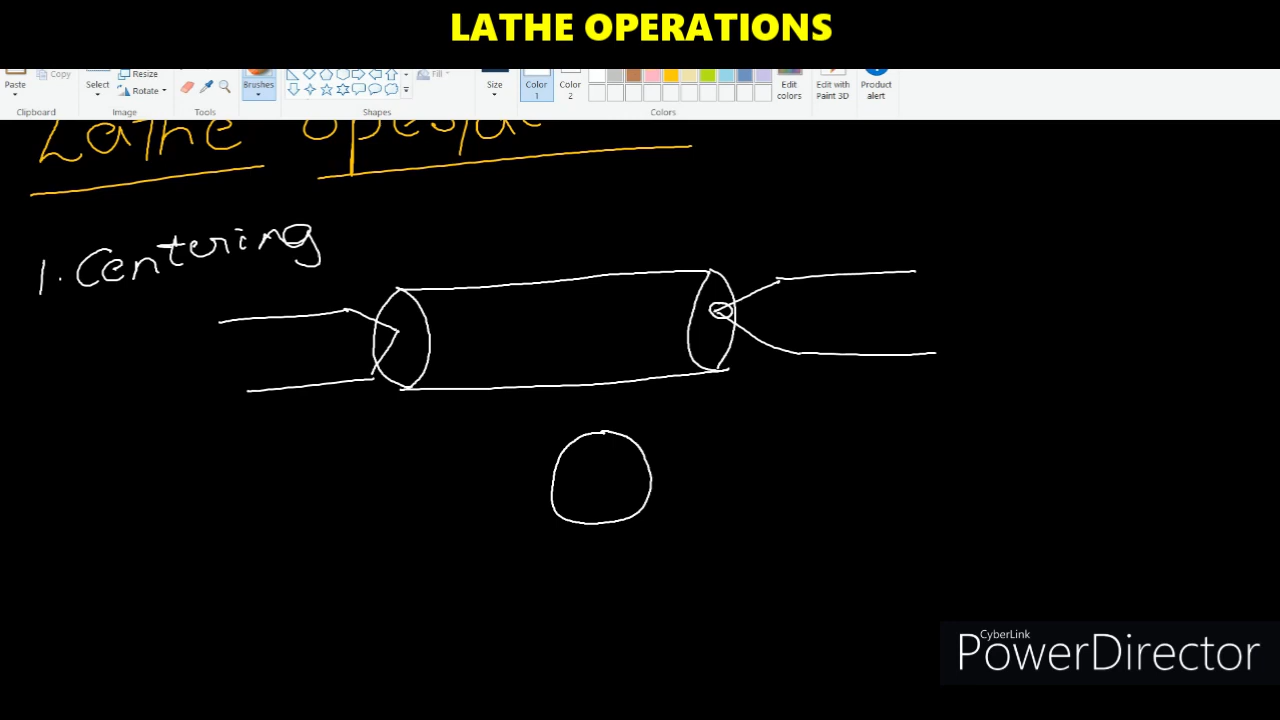 LATHE OPERATIONS
Paste Copy Select Resize Rotate Brushes Fill Size Color 1 Color 2 Edit colors Edit with Paint 3D Product alert
Clipboard Image Tools Shapes Colors
Lathe
1. Centering
CyberLink
PowerDirector